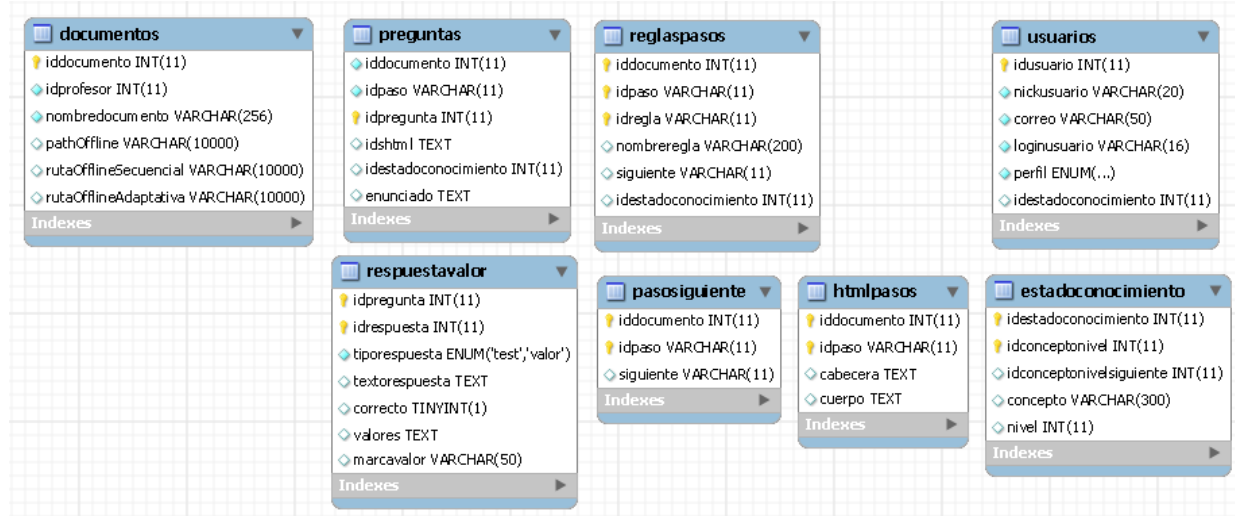 documentos
iddocumento INT(11)
idprofesor INT(11)
nombredocumento VARCHAR(256)
pathOffline VARCHAR(10000)
rutaOfflineSecuencial VARCHAR(10000)
rutaOfflineAdaptativa VARCHAR(10000)
Indexes
preguntas
iddocumento INT(11)
idpaso VARCHAR(11)
idpregunta INT(11)
idshtml TEXT
idestadoconocimiento INT(11)
enunciado TEXT
Indexes
reglaspasos
iddocumento INT(11)
idpaso VARCHAR(11)
idregla VARCHAR(11)
nombreregla VARCHAR(200)
siguiente VARCHAR(11)
idestadoconocimiento INT(11)
Indexes
usuarios
idusuario INT(11)
nickusuario VARCHAR(20)
correo VARCHAR(50)
loginusuario VARCHAR(16)
perfil ENUM(...)
idestadoconocimiento INT(11)
Indexes
respuestavalor
idpregunta INT(11)
idrespuesta INT(11)
tiporespuesta ENUM('test','valor')
textorespuesta TEXT
correcto TINYINT(1)
valores TEXT
marcavalor VARCHAR(50)
Indexes
pasosiguiente
iddocumento INT(11)
idpaso VARCHAR(11)
siguiente VARCHAR(11)
Indexes
htmlpasos
iddocumento INT(11)
idpaso VARCHAR(11)
cabecera TEXT
cuerpo TEXT
Indexes
estadoconocimiento
idestadoconocimiento INT(11)
idconceptonivel INT(11)
idconceptonivelsiguiente INT(11)
concepto VARCHAR(300)
nivel INT(11)
Indexes